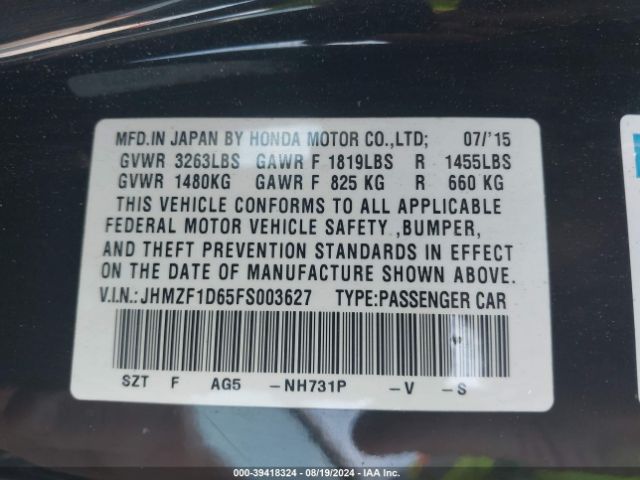 MFD.IN JAPAN BY HONDA MOTOR CO.,LTD; 07/'15
GVWR 3263LBS GAWR F 1819LBS R 1455LBS
GVWR 1480KG GAWR F 825 KG R 660 KG
THIS VEHICLE CONFORMS TO ALL APPLICABLE
FEDERAL MOTOR VEHICLE SAFETY ,BUMPER,
AND THEFT PREVENTION STANDARDS IN EFFECT
ON THE DATE OF MANUFACTURE SHOWN ABOVE.
V.I.N.:JHMZF1D65FS003627 TYPE:PASSENGER CAR
SZT F AG5 -NH731P -V -S
000-39418324 - 08/19/2024 - IAA Inc.